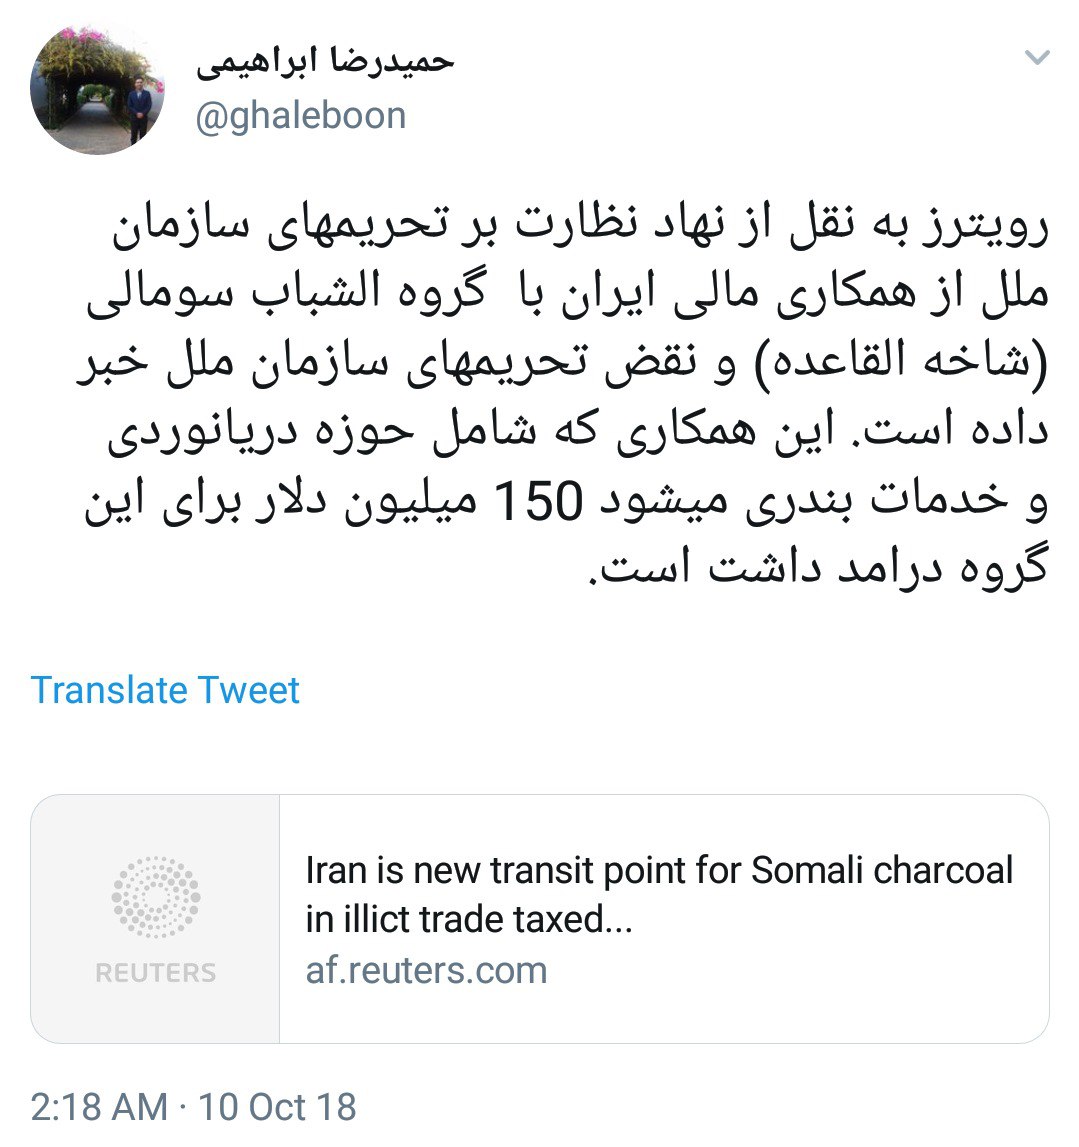 حمیدرضا ابراهیمی
@ghaleboon
رویترز به نقل از نهاد نظارت بر تحریمهای سازمان
ملل از همکاری مالی ایران با گروه الشباب سومالی
(شاخه القاعده) و نقض تحریمهای سازمان ملل خبر
داده است. این همکاری که شامل حوزه دریانوردی
و خدمات بندری میشود 150 میلیون دلار برای این
گروه درامد داشت است.
Translate Tweet
REUTERS
Iran is new transit point for Somali charcoal
in illict trade taxed...
af.reuters.com
2:18 AM · 10 Oct 18